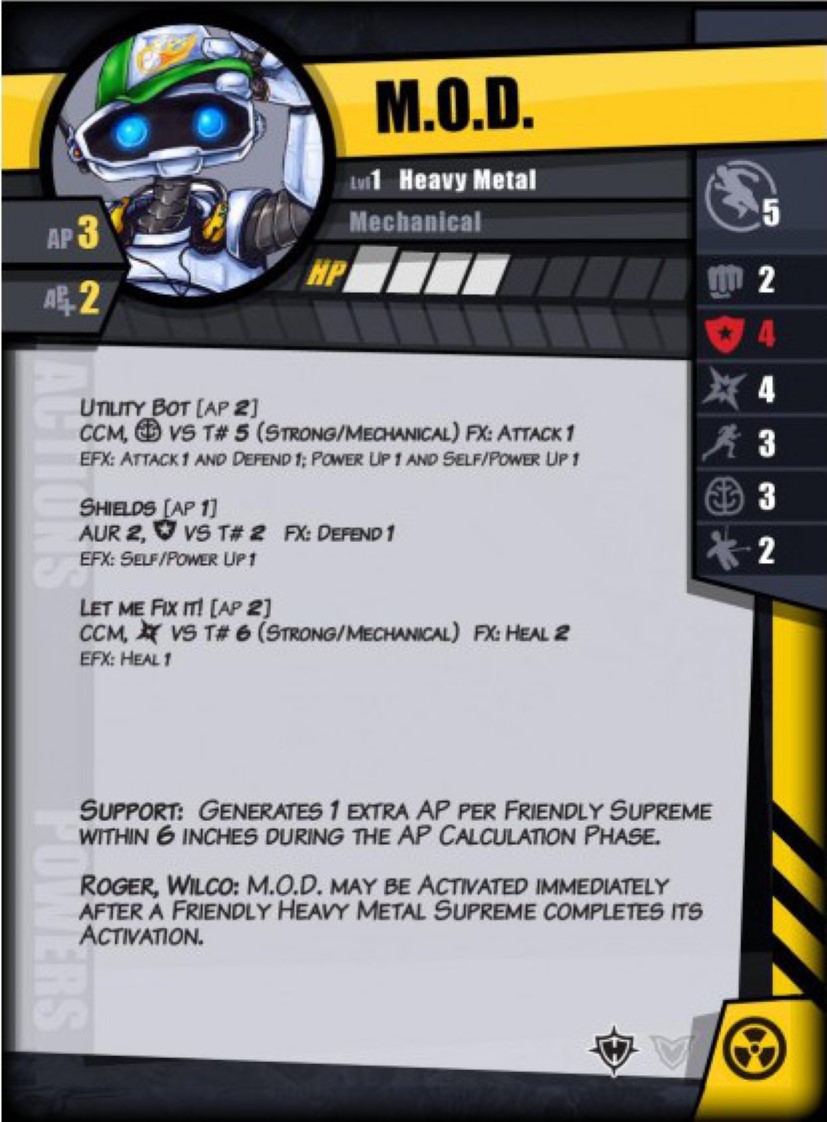 M.O.D.
Lvl1 Heavy Metal
Mechanical
AP 3
AP+ 2
HP
5
2
4
4
3
3
2
ACTIONS
UTILITY BOT [AP 2]
CCM, VS T# 5 (STRONG/MECHANICAL) FX: ATTACK 1
EFX: ATTACK 1 AND DEFEND 1; POWER UP 1 AND SELF/POWER UP 1
SHIELDS [AP 1]
AUR 2, VS T# 2 FX: DEFEND 1
EFX: SELF/POWER UP 1
LET ME FIX IT! [AP 2]
CCM, VS T# 6 (STRONG/MECHANICAL) FX: HEAL 2
EFX: HEAL 1
POWERS
SUPPORT: GENERATES 1 EXTRA AP PER FRIENDLY SUPREME
WITHIN 6 INCHES DURING THE AP CALCULATION PHASE.
ROGER, WILCO: M.O.D. MAY BE ACTIVATED IMMEDIATELY
AFTER A FRIENDLY HEAVY METAL SUPREME COMPLETES ITS
ACTIVATION.